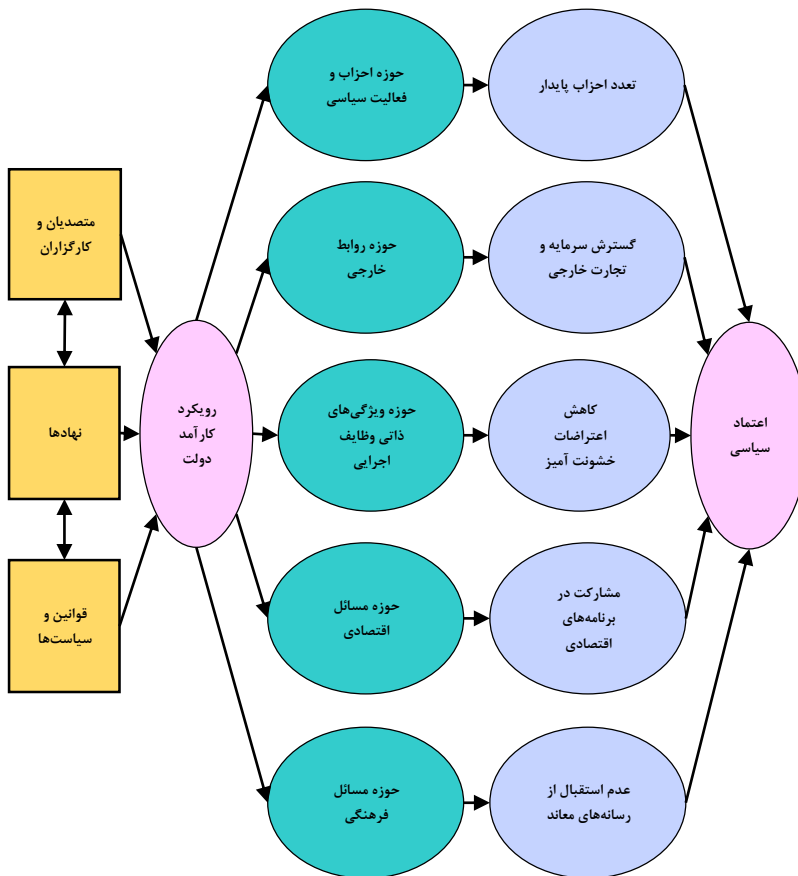 متصدیان و
کارگزاران
نهادها
قوانین و
سیاست‌ها
رویکرد
کارآمد
دولت
حوزه احزاب و
فعالیت سیاسی
تعدد احزاب پایدار
حوزه روابط
خارجی
گسترش سرمایه و
تجارت خارجی
حوزه ویژگی‌های
ذاتی وظایف
اجرایی
کاهش
اعتراضات
خشونت آمیز
حوزه مسائل
اقتصادی
مشارکت در
برنامه‌های
اقتصادی
حوزه مسائل
فرهنگی
عدم استقبال از
رسانه‌های معاند
اعتماد
سیاسی